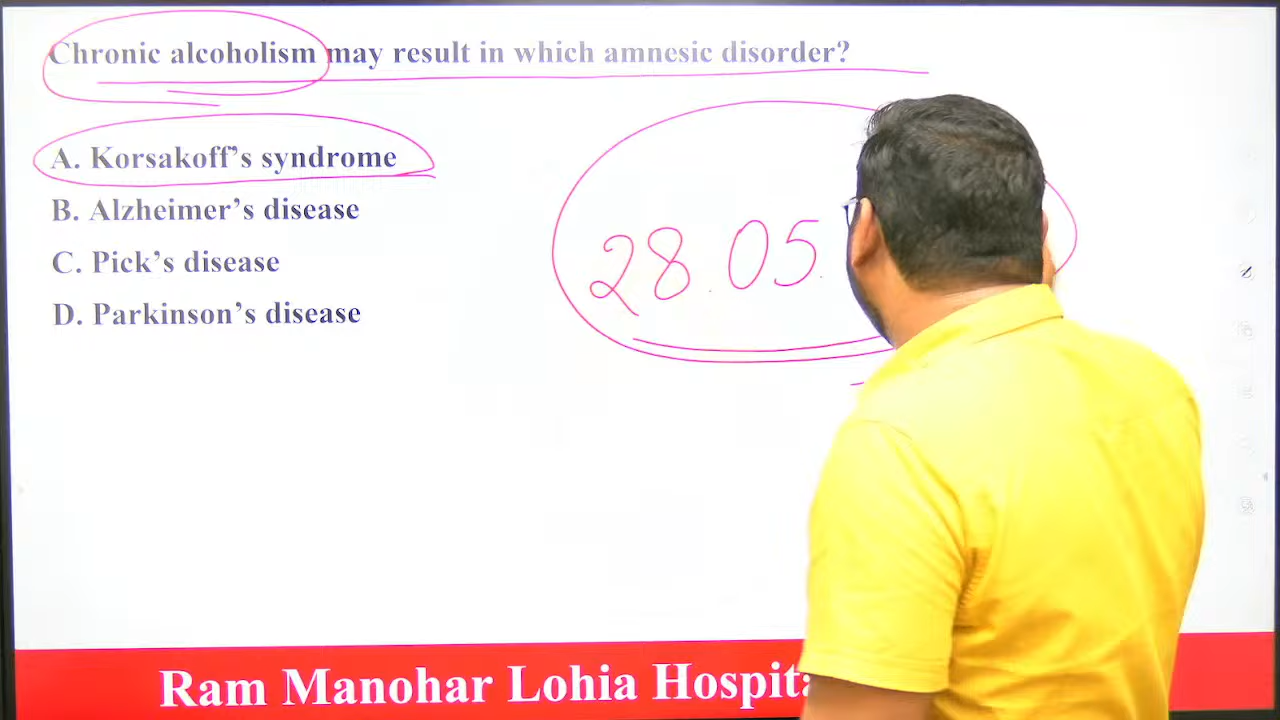 Chronic alcoholism may result in which amnesic disorder?
A. Korsakoff’s syndrome
B. Alzheimer’s disease
C. Pick’s disease
D. Parkinson’s disease
28.05
Ram Manohar Lohia